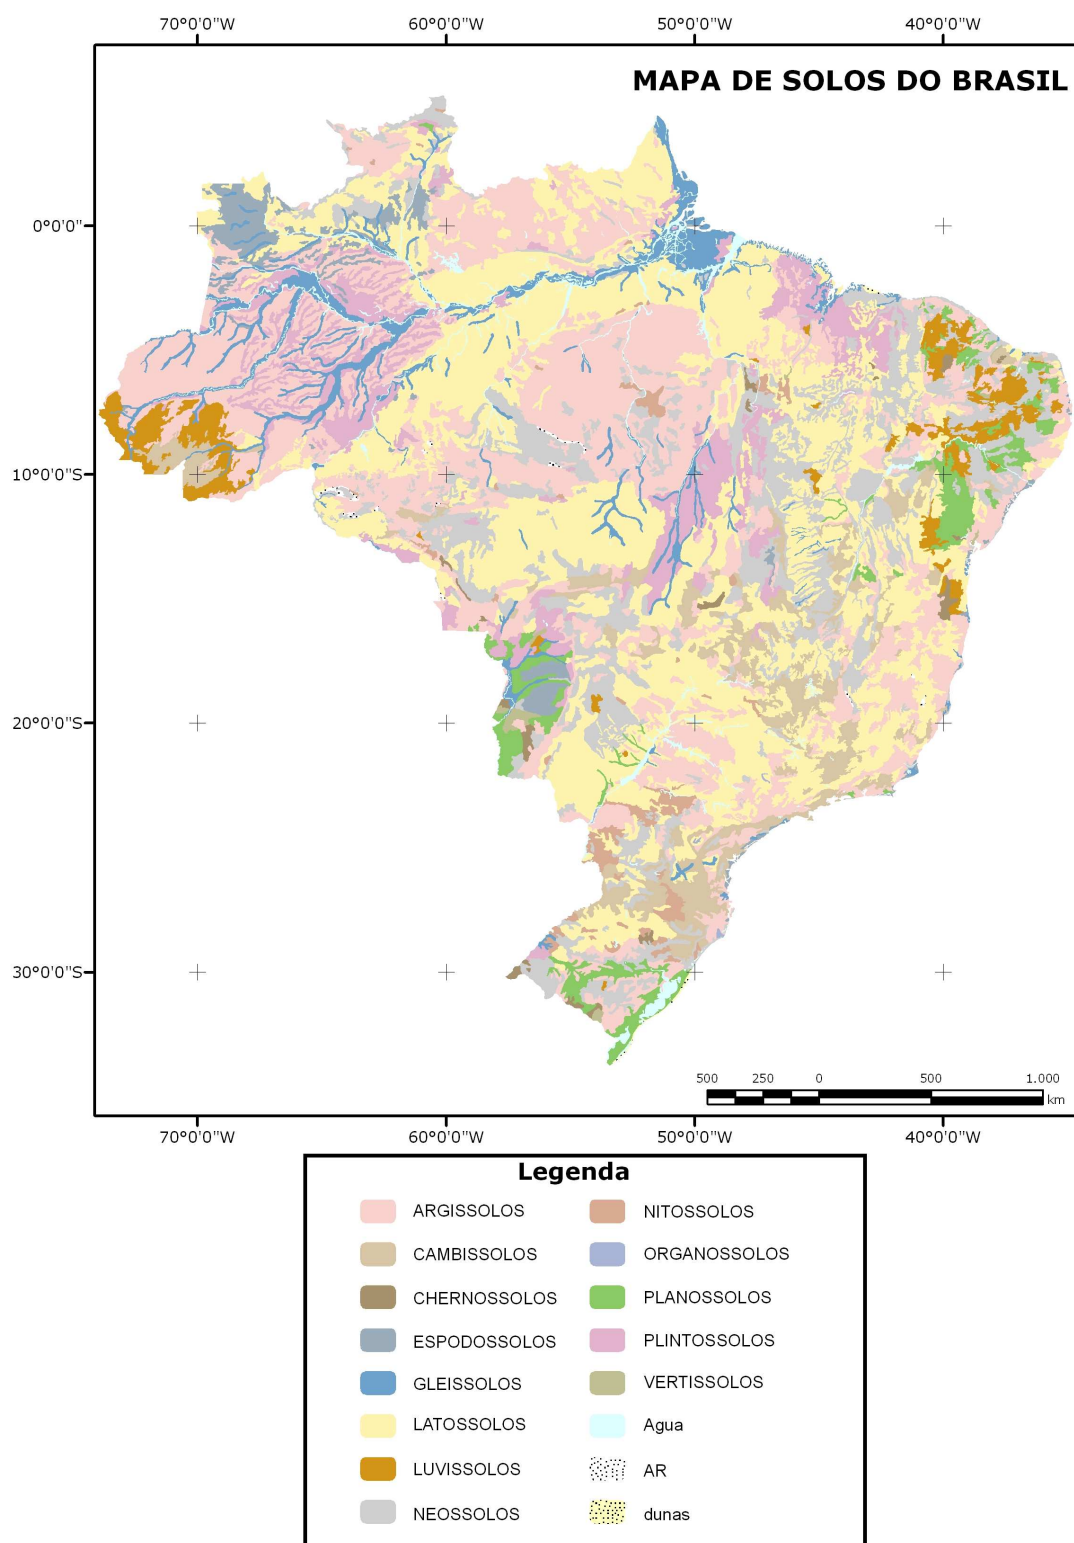 70°0'0"W 60°0'0"W 50°0'0"W 40°0'0"W
MAPA DE SOLOS DO BRASIL
0°0'0"
10°0'0"S
20°0'0"S
30°0'0"S
500 250 0 500 1.000
km
70°0'0"W 60°0'0"W 50°0'0"W 40°0'0"W
Legenda
ARGISSOLOS
CAMBISSOLOS
CHERNOSSOLOS
ESPODOSSOLOS
GLEISSOLOS
LATOSSOLOS
LUVISSOLOS
NEOSSOLOS
NITOSSOLOS
ORGANOSSOLOS
PLANOSSOLOS
PLINTOSSOLOS
VERTISSOLOS
Agua
AR
dunas